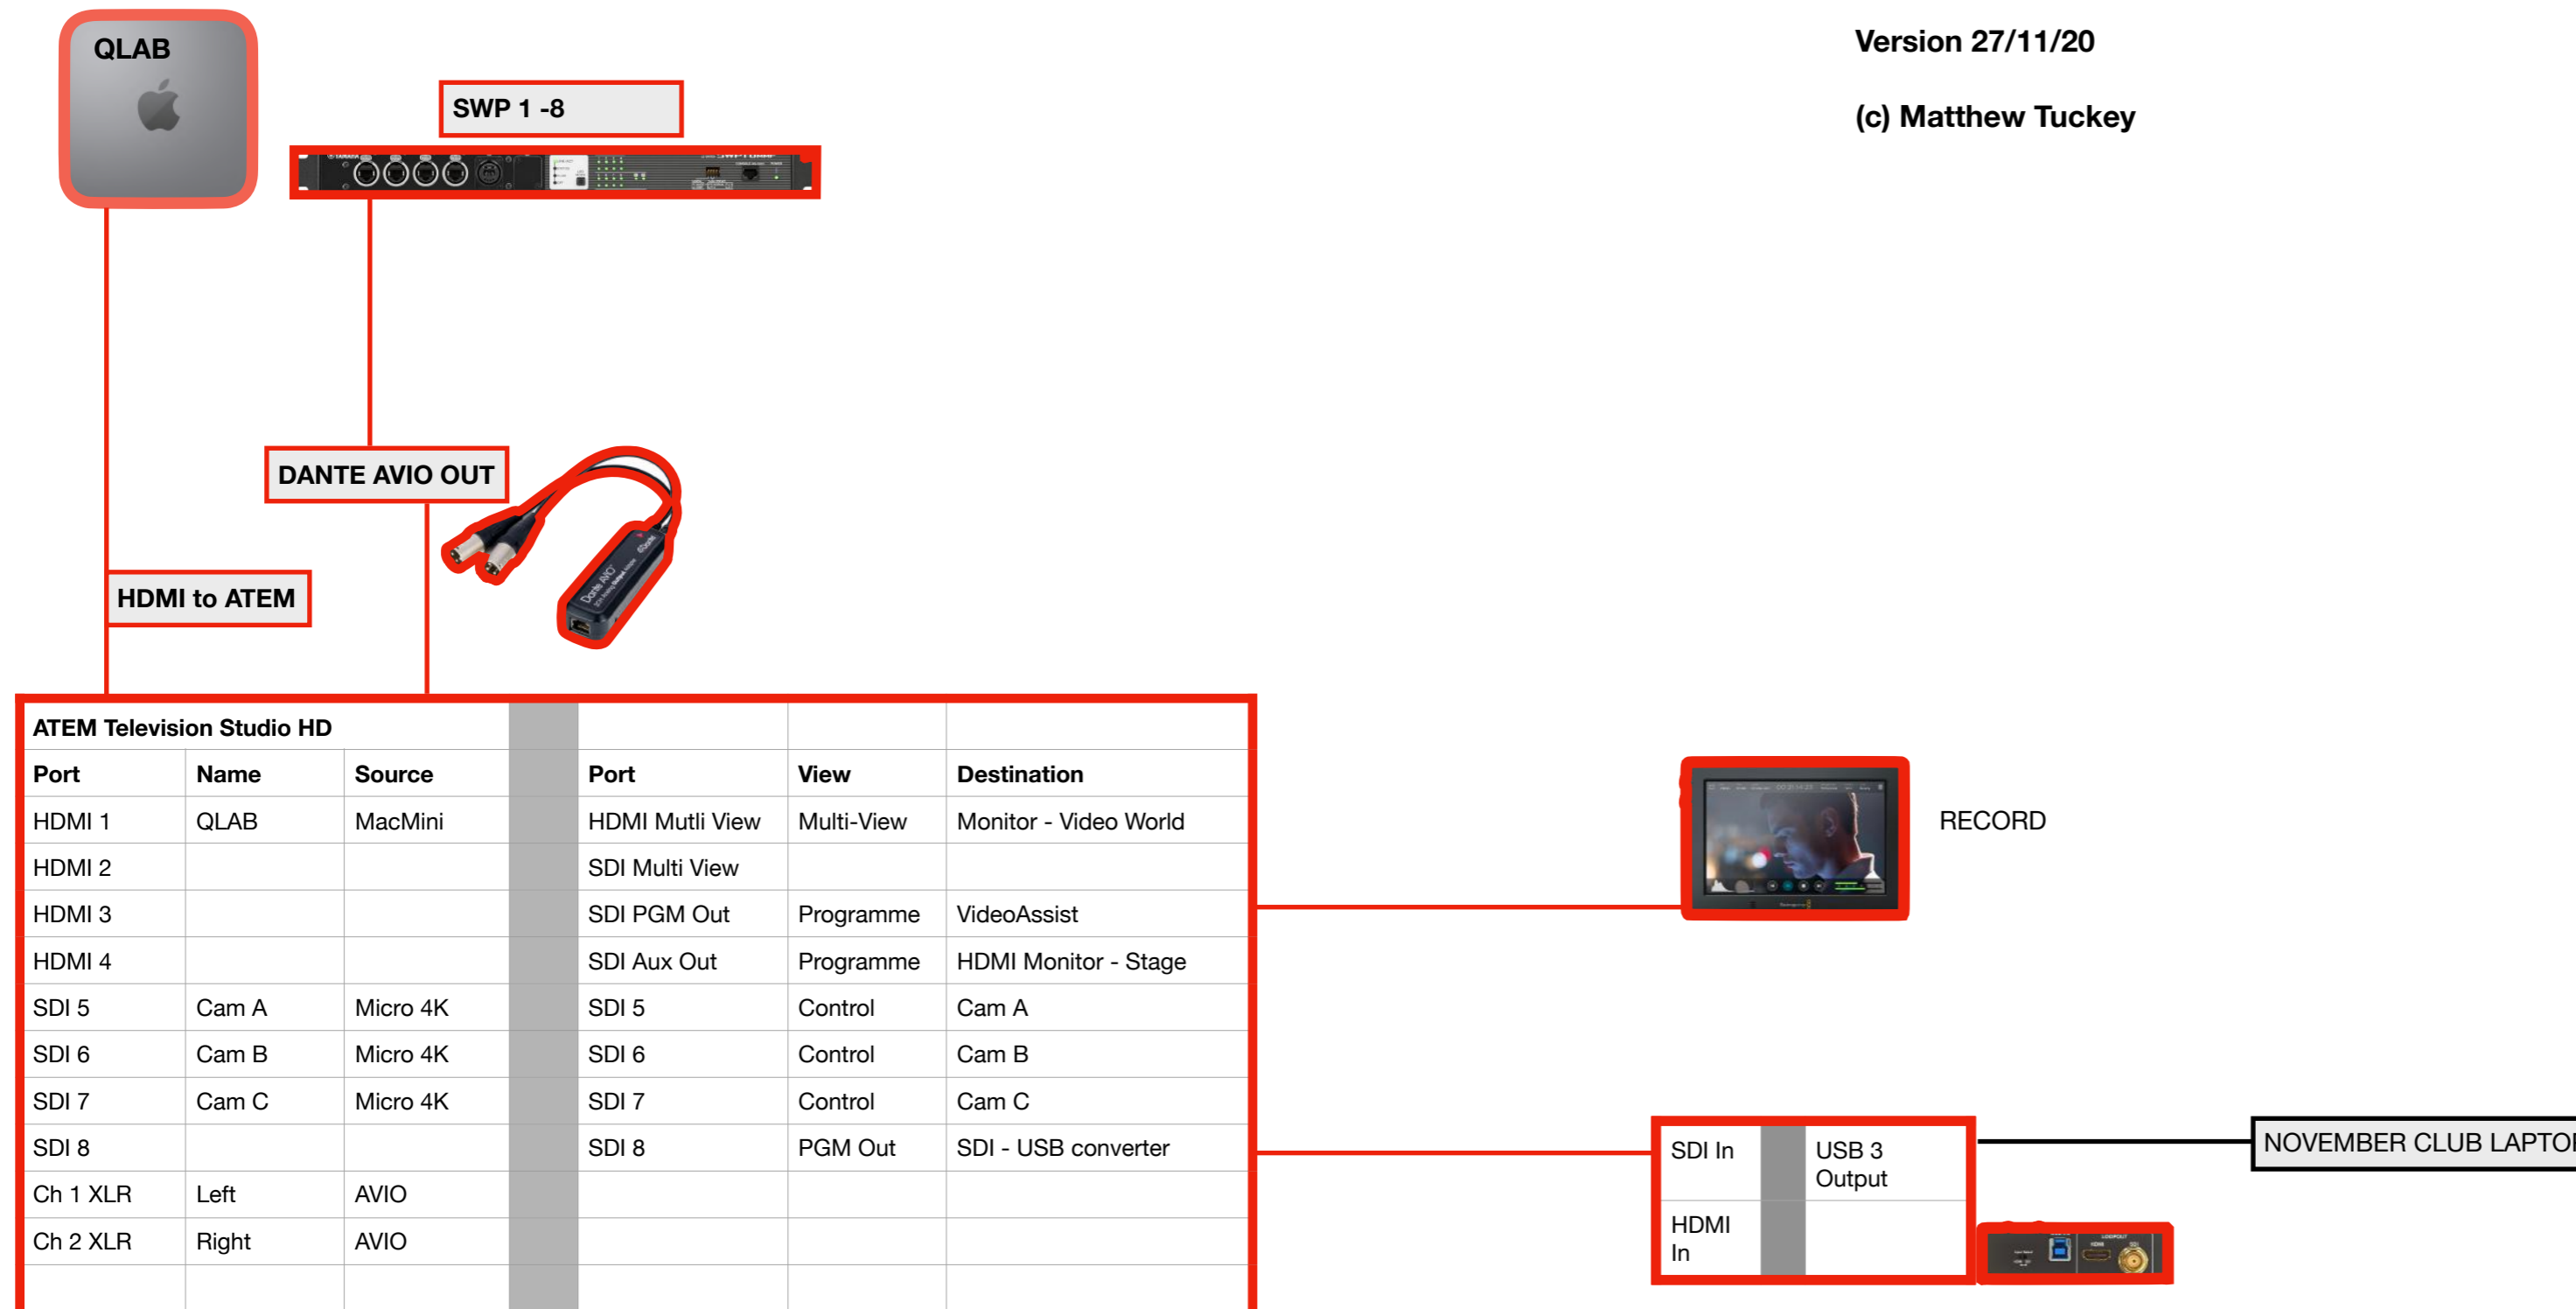 QLAB
Version 27/11/20
(c) Matthew Tuckey
SWP 1 -8
DANTE AVIO OUT
Dante AVIO
HDMI to ATEM
ATEM Television Studio HD
Port Name Source Port View Destination
HDMI 1 QLAB MacMini HDMI Mutli View Multi-View Monitor - Video World
HDMI 2 SDI Multi View
HDMI 3 SDI PGM Out Programme VideoAssist
HDMI 4 SDI Aux Out Programme HDMI Monitor - Stage
SDI 5 Cam A Micro 4K SDI 5 Control Cam A
SDI 6 Cam B Micro 4K SDI 6 Control Cam B
SDI 7 Cam C Micro 4K SDI 7 Control Cam C
SDI 8 SDI 8 PGM Out SDI - USB converter
Ch 1 XLR Left AVIO
Ch 2 XLR Right AVIO
RECORD
SDI In USB 3
Output
HDMI
In
LOOPOUT
HDMI SDI
NOVEMBER CLUB